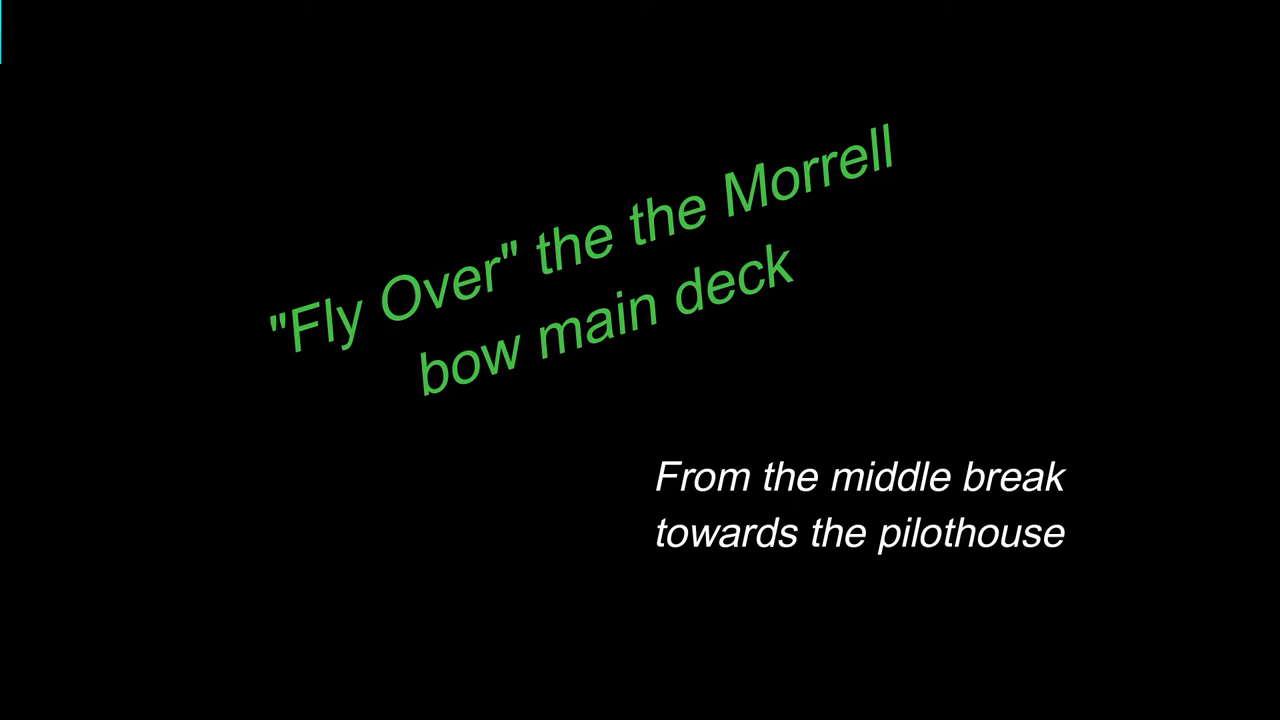 "Fly Over" the the Morrell
bow main deck
From the middle break
towards the pilothouse